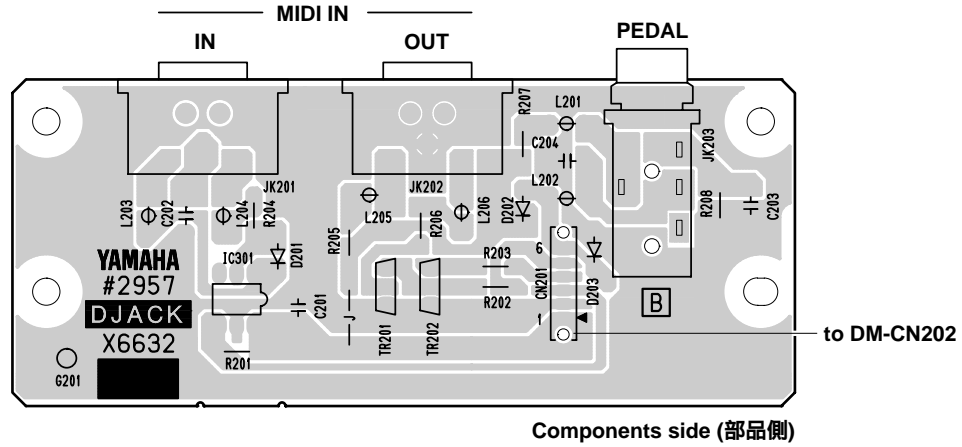 MIDI IN
IN
OUT
PEDAL
R207
L201
C204
JK203
L202
JK201
JK202
L203
C202
L204
R204
L205
R206
L206
D202
R208
C203
R205
IC301
D201
YAMAHA
#2957
DJACK
X6632
C201
J
TR201
TR202
R203
R202
6
CN201
1
D203
B
to DM-CN202
R201
G201
Components side (部品側)